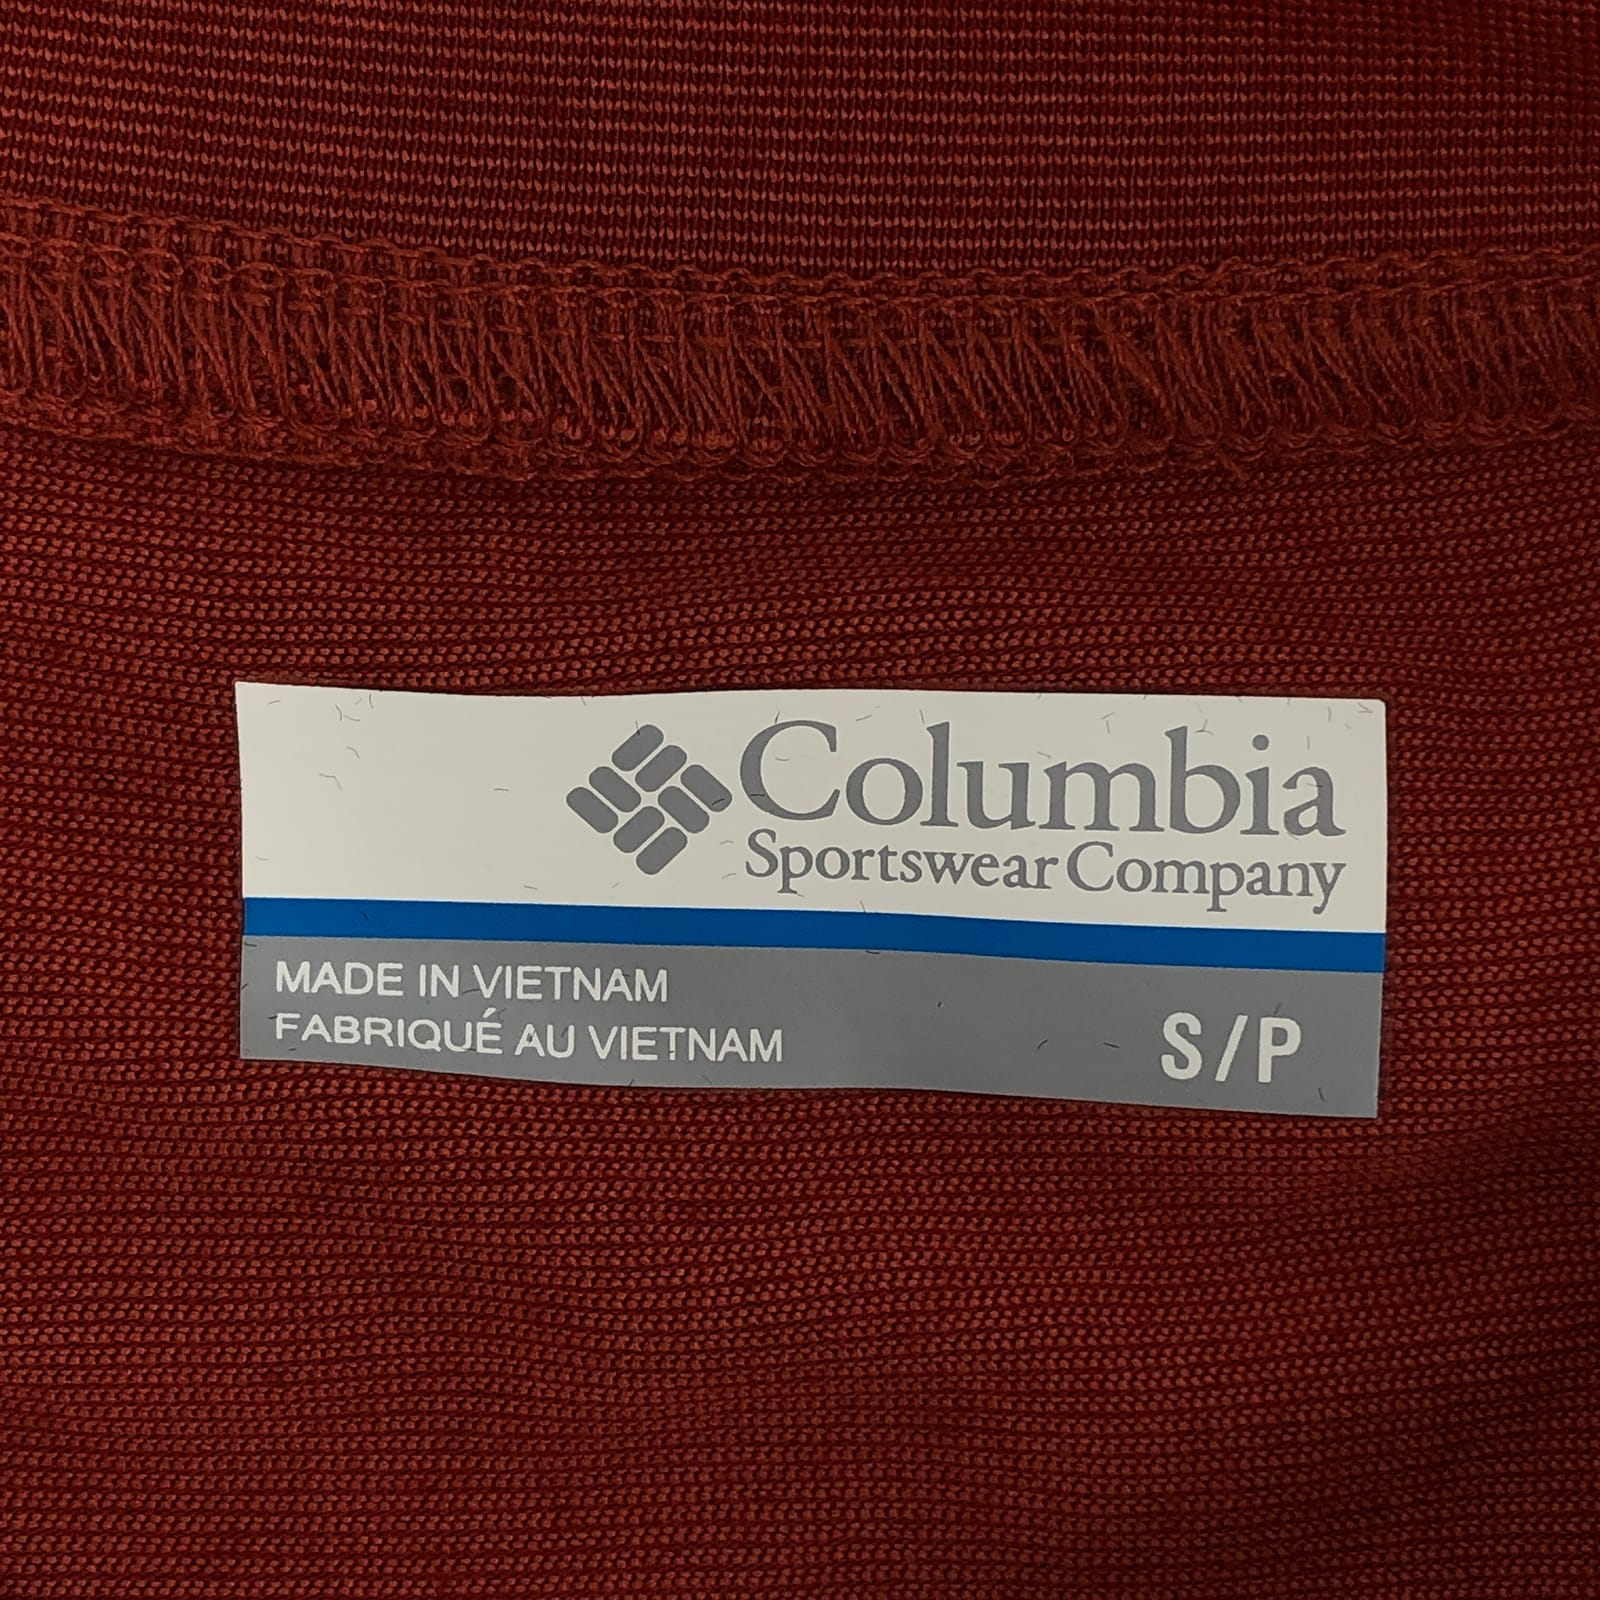 Columbia
Sportswear Company
MADE IN VIETNAM
FABRIQUÉ AU VIETNAM
S/P